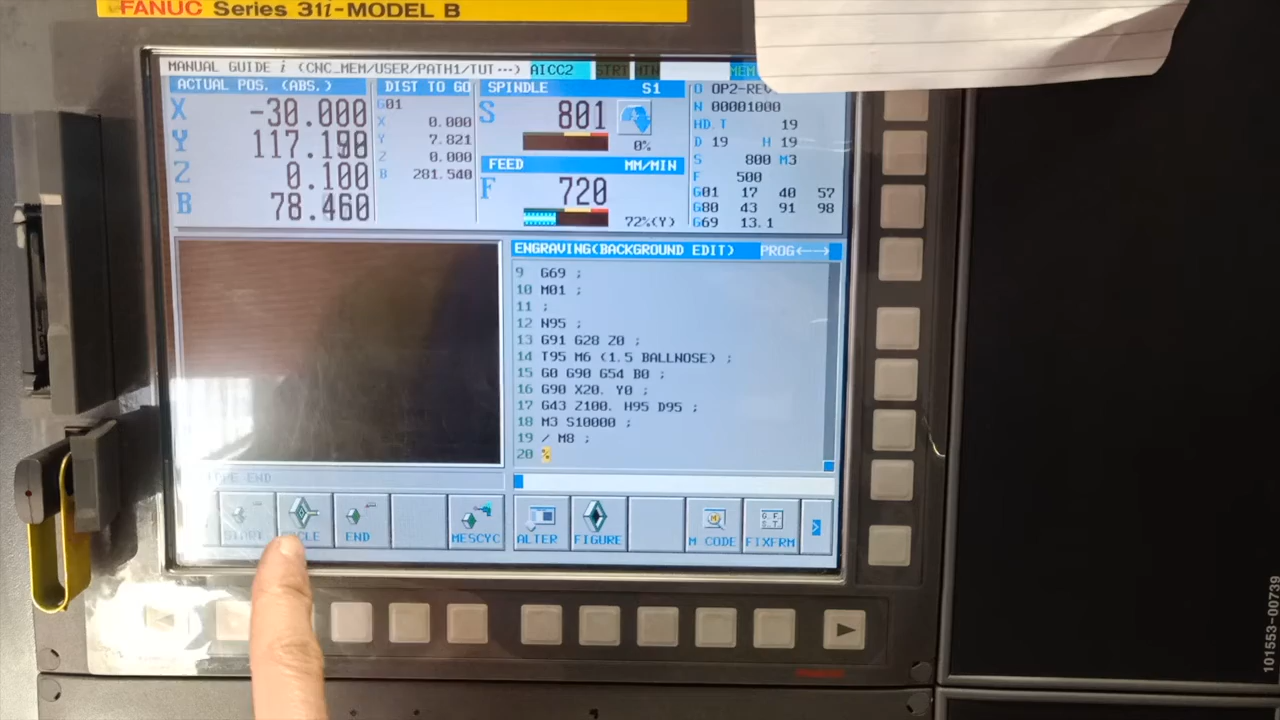 FANUC Series 31i-MODEL B
MANUAL GUIDE i (CNC_MEM/USER/PATH1/TUT···) AICC2 STRT MTN MEM
ACTUAL POS. (ABS.)
X -30.000
Y 117.190
Z 0.100
B 78.460
DIST TO GO
G01
X 0.000
Y 7.821
Z 0.000
B 281.540
SPINDLE S1
S 801
0%
FEED MM/MIN
F 720
72%(Y)
O OP2-REV
N 00001000
HD.T 19
D 19 H 19
S 800 M3
F 500
G01 17 40 57
G80 43 91 98
G69 13.1
ENGRAVING(BACKGROUND EDIT) PROG←→
9 G69 ;
10 M01 ;
11 ;
12 N95 ;
13 G91 G28 Z0 ;
14 T95 M6 (1.5 BALLNOSE) ;
15 G0 G90 G54 B0 ;
16 G90 X20. Y0 ;
17 G43 Z100. H95 D95 ;
18 M3 S10000 ;
19 / M8 ;
20 %
TYPE END
START CYCLE END MESCYC ALTER FIGURE M CODE FIXFRM >
101553-00739